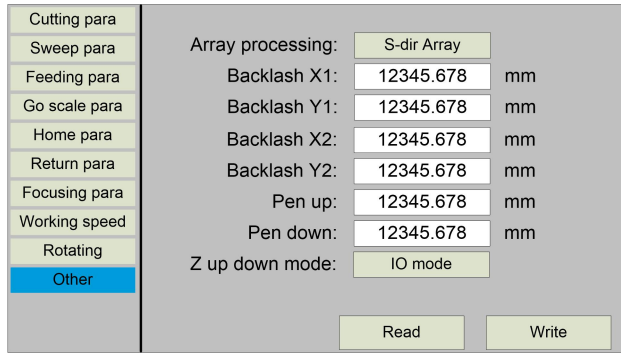 Cutting para
Sweep para
Feeding para
Go scale para
Home para
Return para
Focusing para
Working speed
Rotating
Other
Array processing: S-dir Array
Backlash X1: 12345.678 mm
Backlash Y1: 12345.678 mm
Backlash X2: 12345.678 mm
Backlash Y2: 12345.678 mm
Pen up: 12345.678 mm
Pen down: 12345.678 mm
Z up down mode: IO mode
Read Write